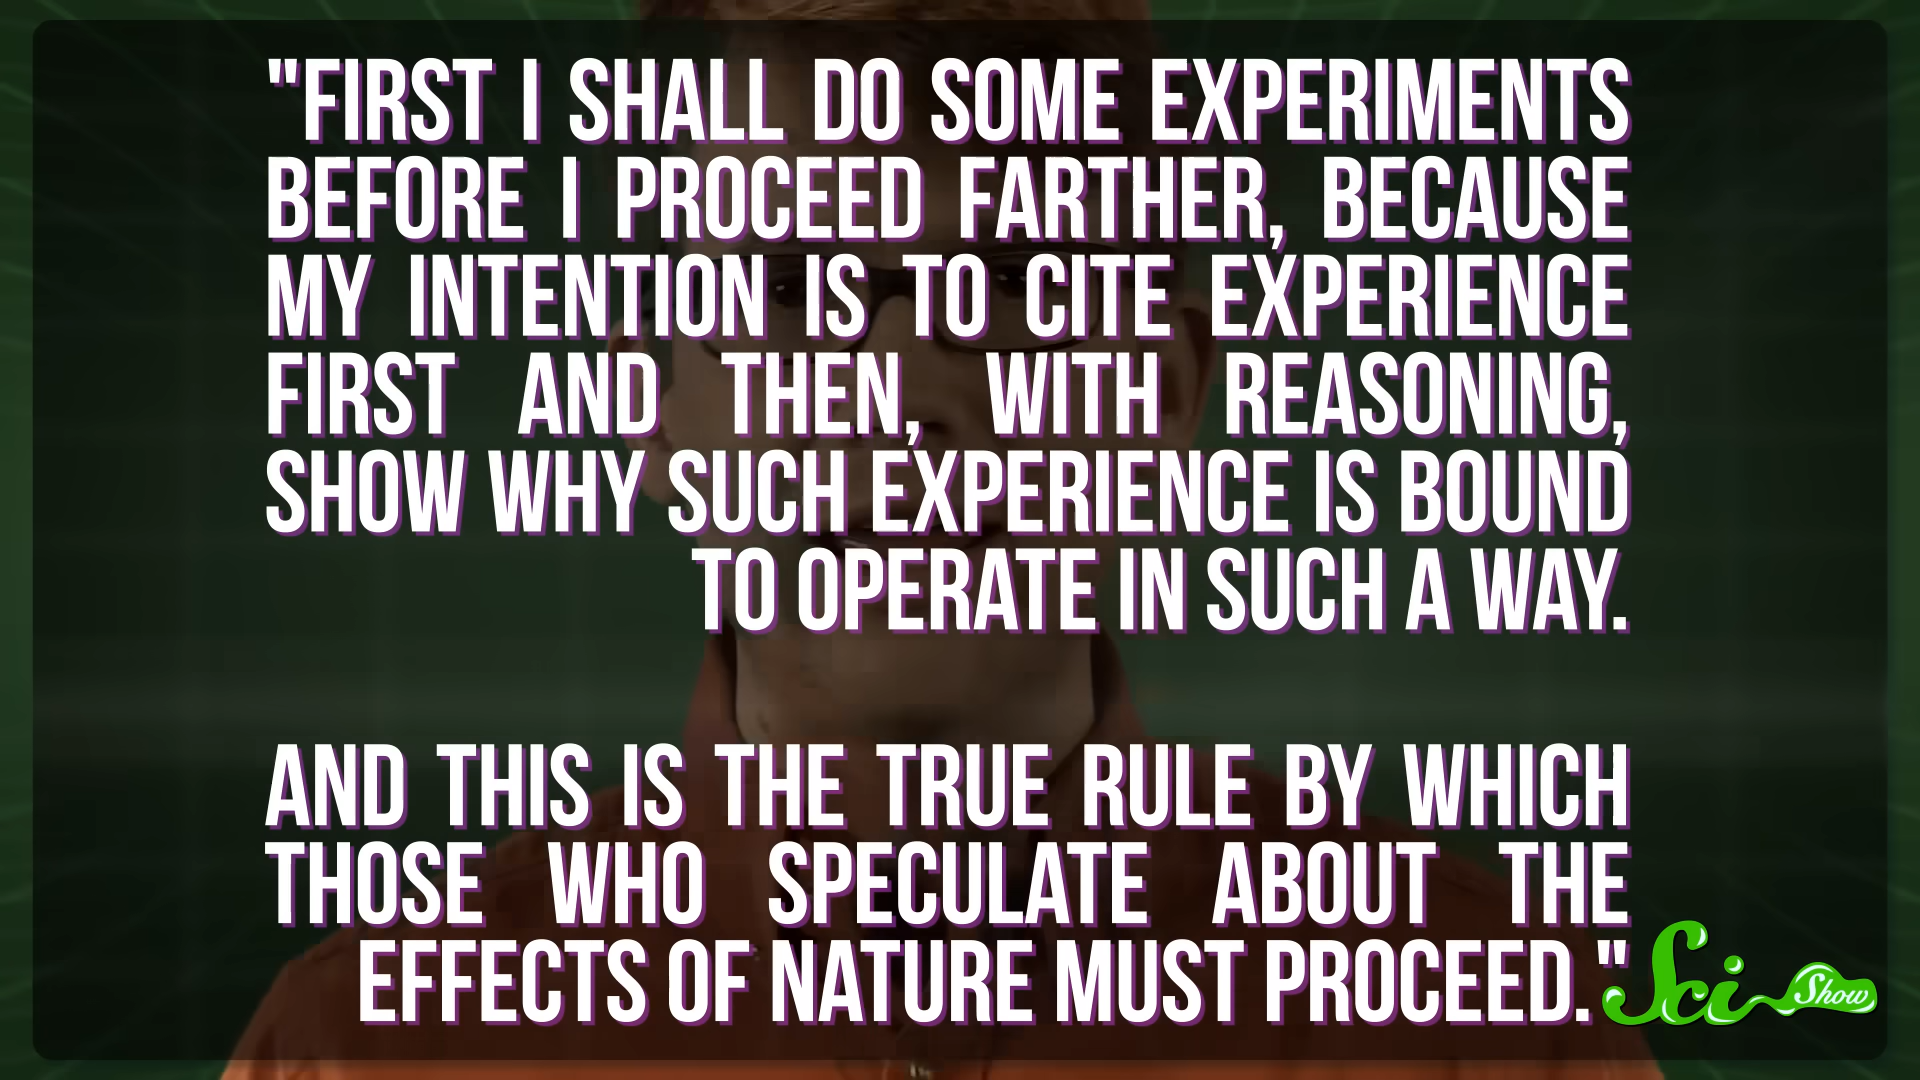 "FIRST I SHALL DO SOME EXPERIMENTS
BEFORE I PROCEED FARTHER, BECAUSE
MY INTENTION IS TO CITE EXPERIENCE
FIRST AND THEN, WITH REASONING,
SHOW WHY SUCH EXPERIENCE IS BOUND
TO OPERATE IN SUCH A WAY.
AND THIS IS THE TRUE RULE BY WHICH
THOSE WHO SPECULATE ABOUT THE
EFFECTS OF NATURE MUST PROCEED."
Sci Show